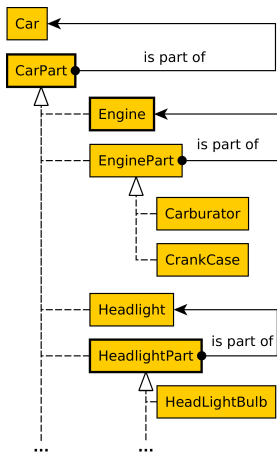 Car
is part of
CarPart
Engine
is part of
EnginePart
Carburator
CrankCase
Headlight
is part of
HeadlightPart
HeadLightBulb
... ...